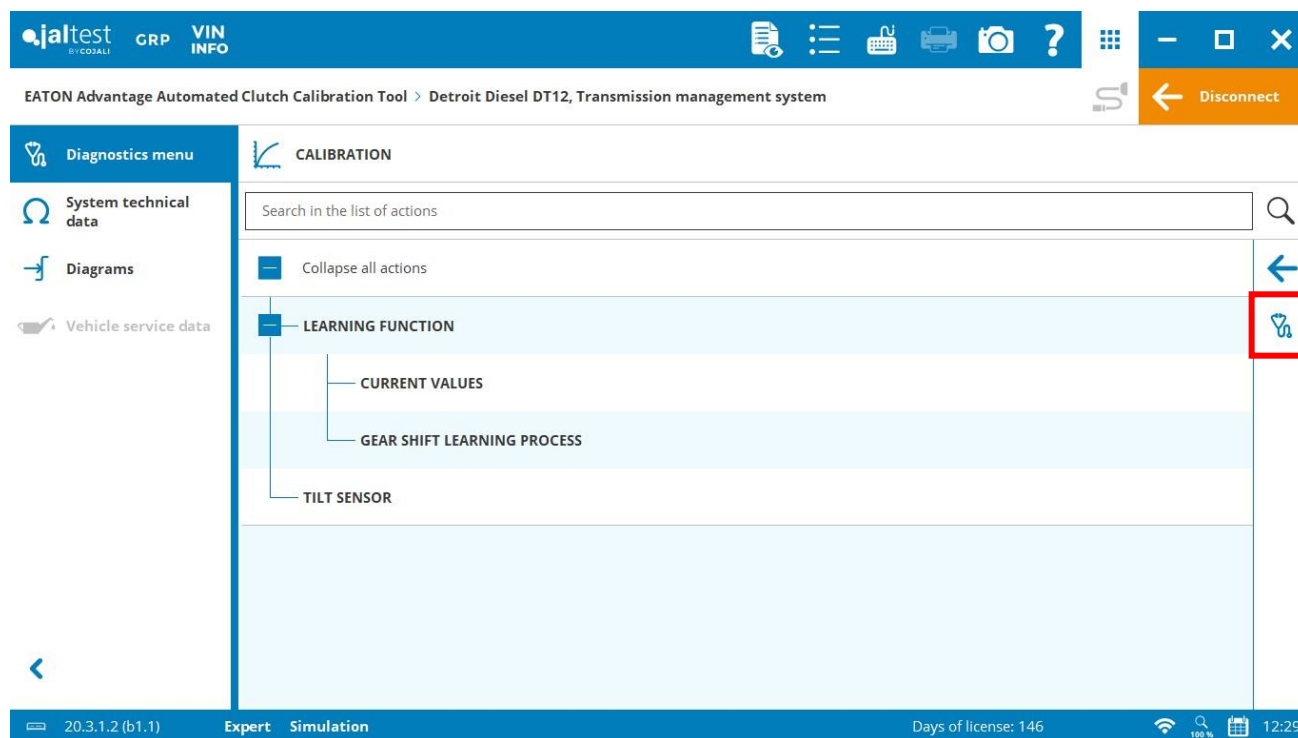 jaltest GRP VIN INFO
BY COJALI
EATON Advantage Automated Clutch Calibration Tool > Detroit Diesel DT12, Transmission management system
Disconnect
Diagnostics menu
CALIBRATION
System technical data
Search in the list of actions
Diagrams
Collapse all actions
Vehicle service data
LEARNING FUNCTION
CURRENT VALUES
GEAR SHIFT LEARNING PROCESS
TILT SENSOR
20.3.1.2 (b1.1) Expert Simulation Days of license: 146 100 % 12:29